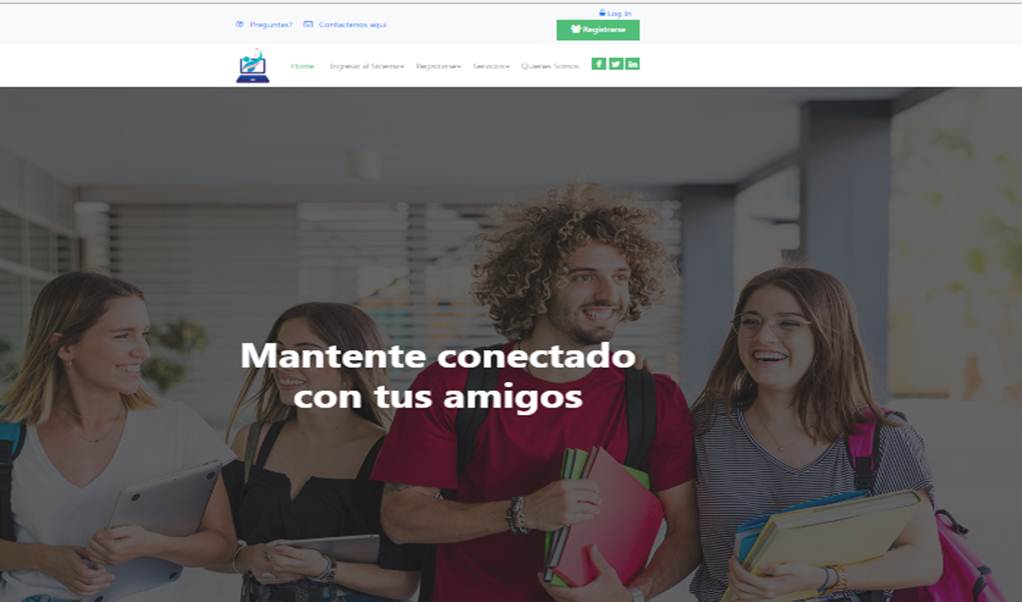 Log In
Preguntas?
Contactenos aqui
Registrarse
Home
Ingresar al Sistema
Registrarse
Servicios
Quienes Somos
Mantente conectado
con tus amigos